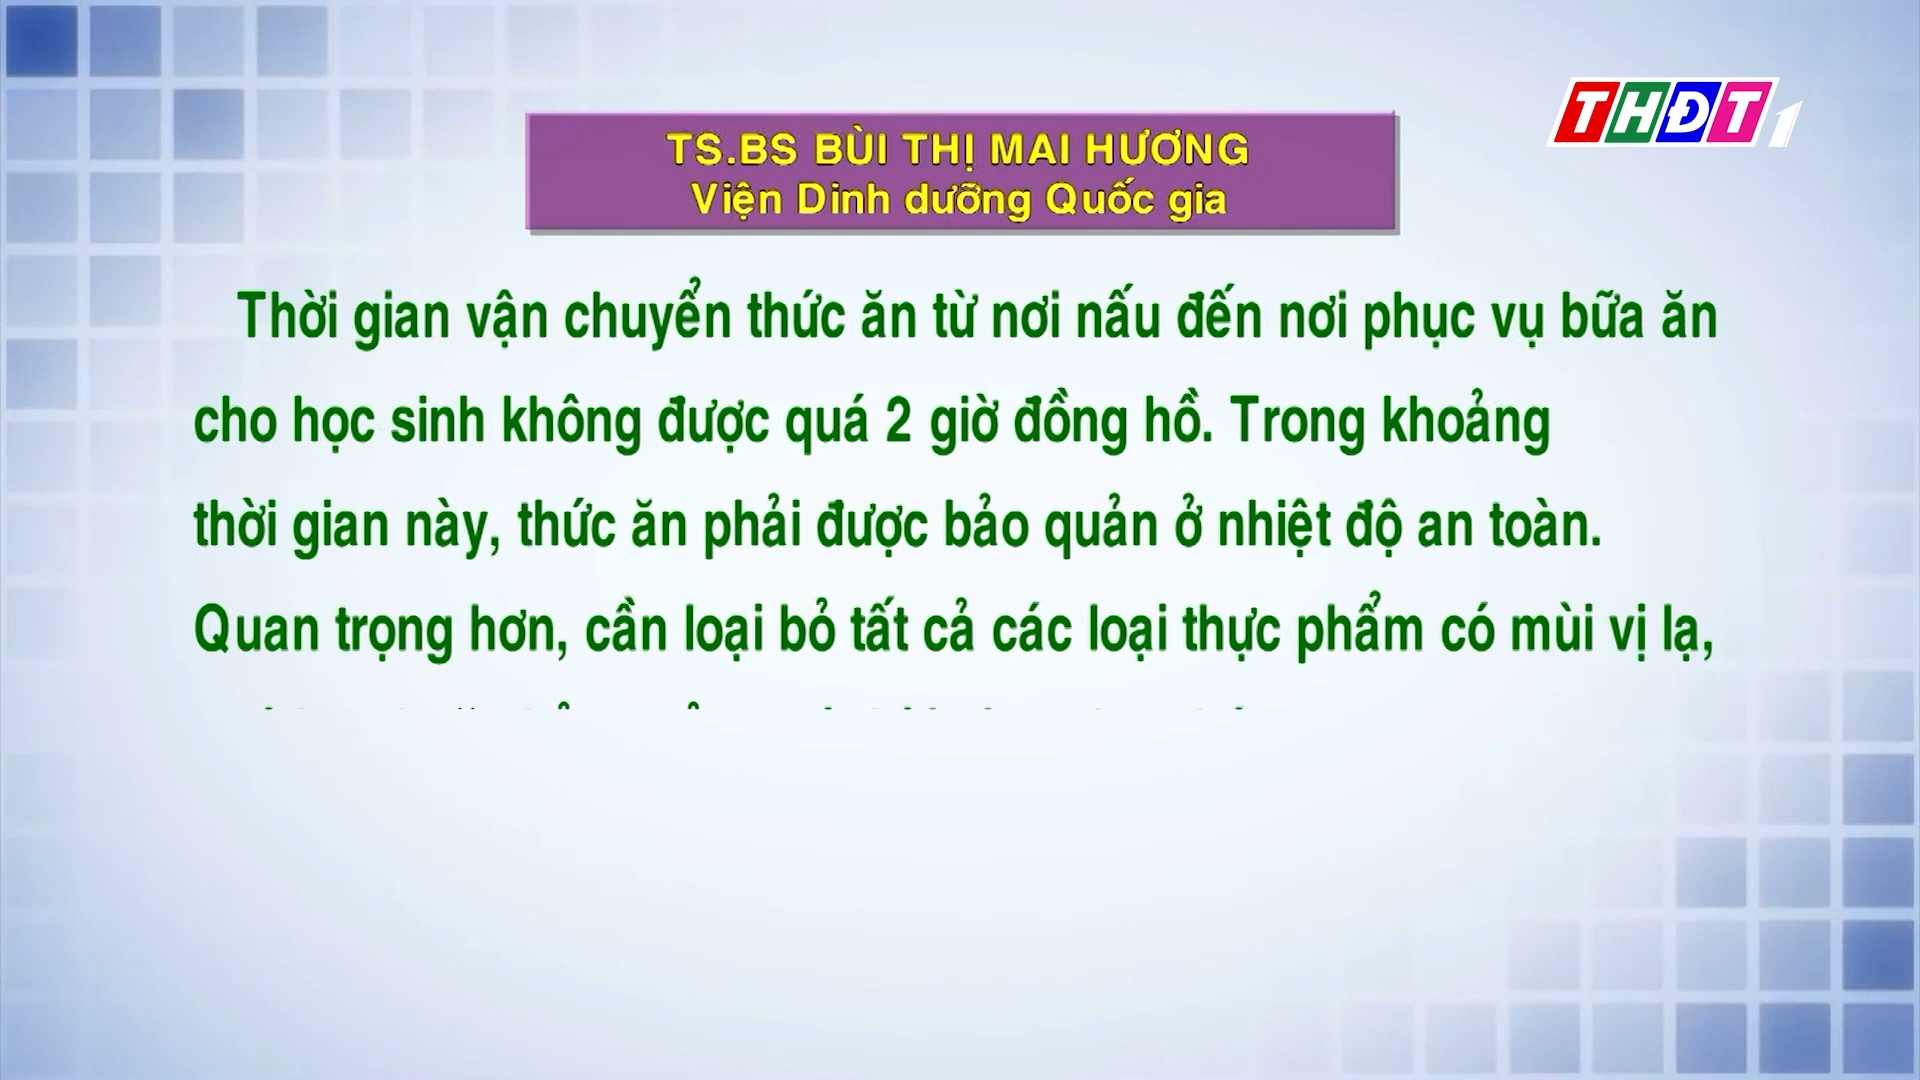 THĐT1
TS.BS BÙI THỊ MAI HƯƠNG
Viện Dinh dưỡng Quốc gia
Thời gian vận chuyển thức ăn từ nơi nấu đến nơi phục vụ bữa ăn
cho học sinh không được quá 2 giờ đồng hồ. Trong khoảng
thời gian này, thức ăn phải được bảo quản ở nhiệt độ an toàn.
Quan trọng hơn, cần loại bỏ tất cả các loại thực phẩm có mùi vị lạ,